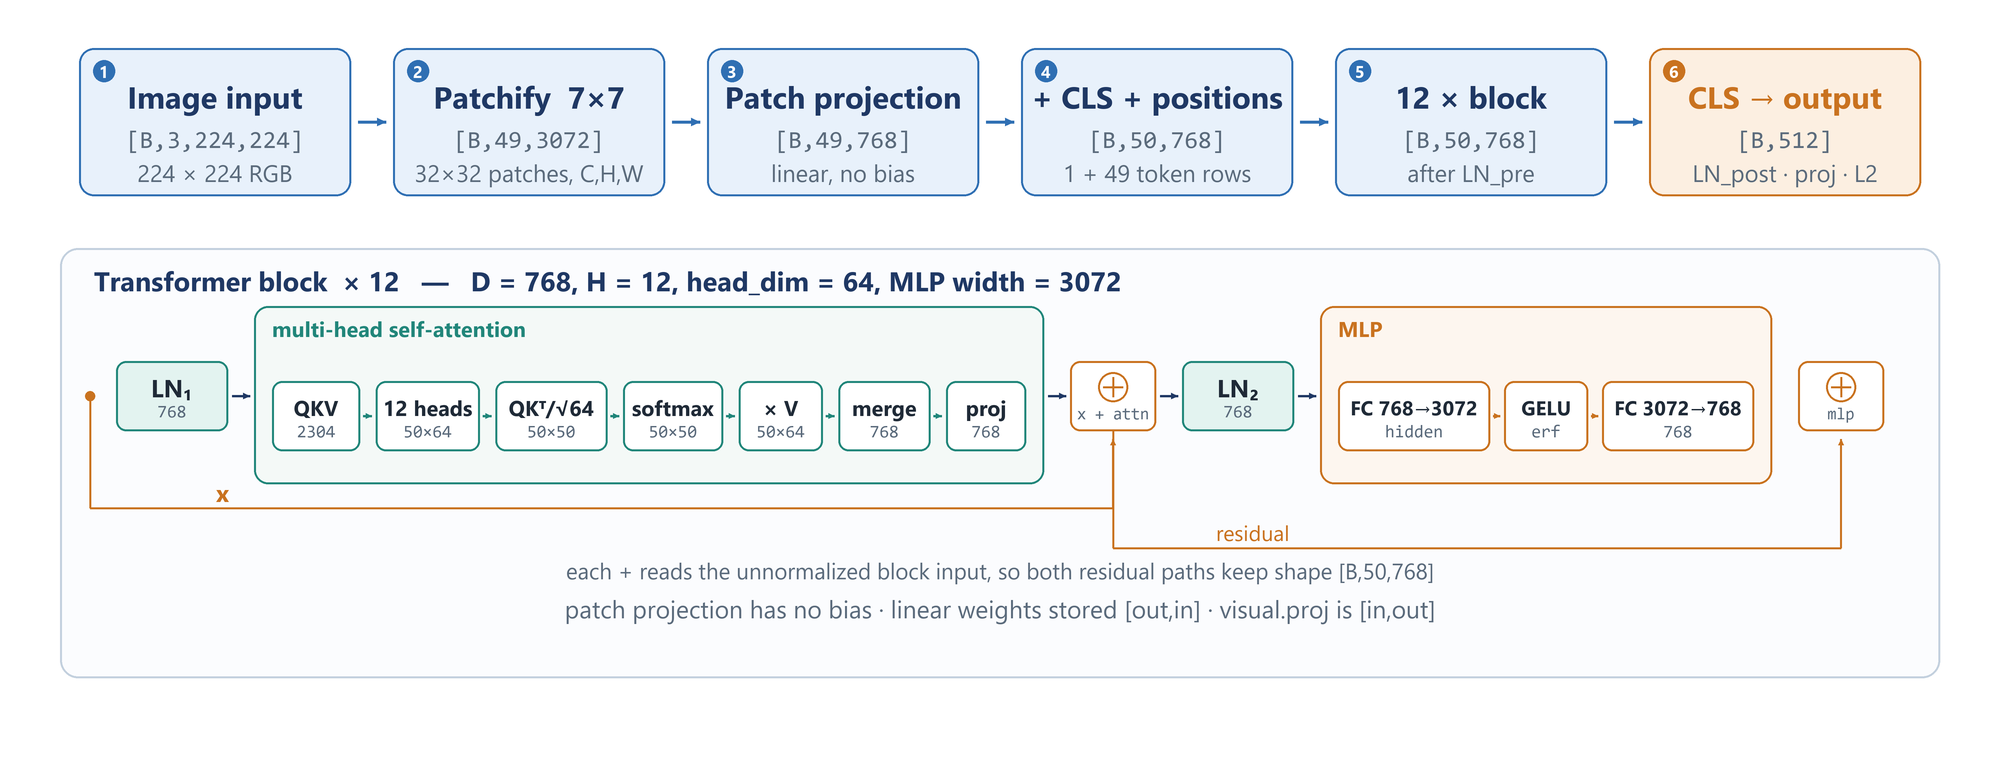 1
Image input
[B,3,224,224]
224 × 224 RGB
2
Patchify 7×7
[B,49,3072]
32×32 patches, C,H,W
3
Patch projection
[B,49,768]
linear, no bias
4
+ CLS + positions
[B,50,768]
1 + 49 token rows
5
12 × block
[B,50,768]
after LN_pre
6
CLS → output
[B,512]
LN_post · proj · L2
Transformer block × 12 — D = 768, H = 12, head_dim = 64, MLP width = 3072
LN₁
768
multi-head self-attention
QKV
2304
12 heads
50×64
QKᵀ/√64
50×50
softmax
50×50
× V
50×64
merge
768
proj
768
x + attn
LN₂
768
MLP
FC 768→3072
hidden
GELU
erf
FC 3072→768
768
mlp
x
residual
each + reads the unnormalized block input, so both residual paths keep shape [B,50,768]
patch projection has no bias · linear weights stored [out,in] · visual.proj is [in,out]